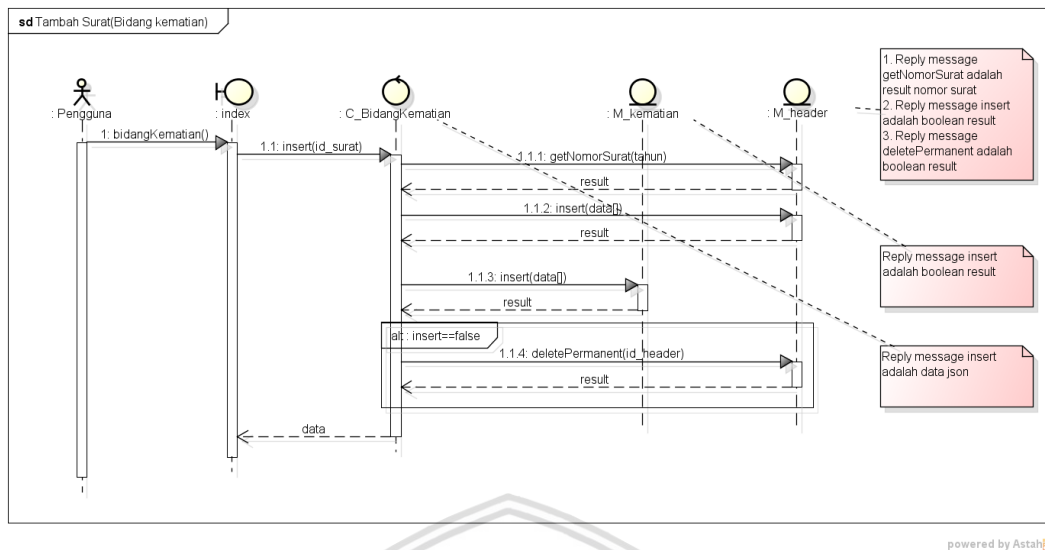 sd Tambah Surat(Bidang kematian)
: Pengguna
: index
: C_BidangKematian
: M_kematian
: M_header
1. Reply message
getNomorSurat adalah
result nomor surat
2. Reply message insert
adalah boolean result
3. Reply message
deletePermanent adalah
boolean result
1: bidangKematian()
1.1: insert(id_surat)
1.1.1: getNomorSurat(tahun)
result
1.1.2: insert(data[])
result
Reply message insert
adalah boolean result
1.1.3: insert(data[])
result
alt : insert==false
1.1.4: deletePermanent(id_header)
result
Reply message insert
adalah data json
data
powered by Astah